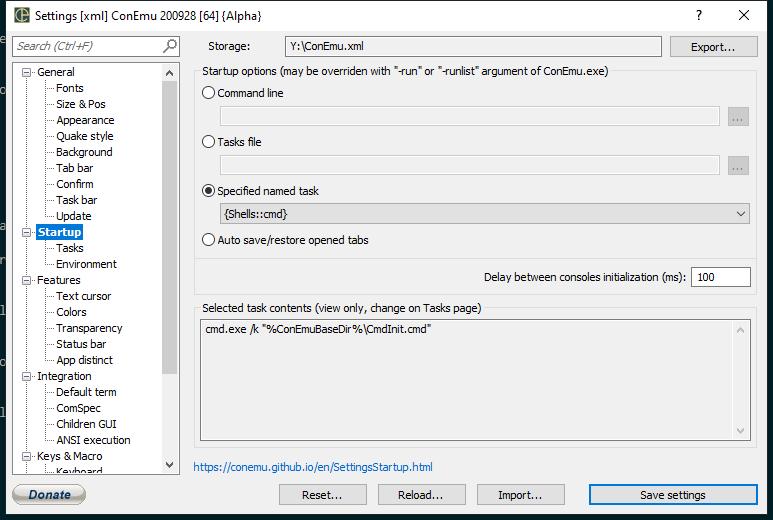 Settings [xml] ConEmu 200928 [64] {Alpha}
Search (Ctrl+F)
Storage:
Y:\ConEmu.xml
Export...
General
Fonts
Size & Pos
Appearance
Quake style
Background
Tab bar
Confirm
Task bar
Update
Startup
Tasks
Environment
Features
Text cursor
Colors
Transparency
Status bar
App distinct
Integration
Default term
ComSpec
Children GUI
ANSI execution
Keys & Macro
Keyboard
Startup options (may be overriden with "-run" or "-runlist" argument of ConEmu.exe)
Command line
...
Tasks file
...
Specified named task
{Shells::cmd}
Auto save/restore opened tabs
Delay between consoles initialization (ms):
100
Selected task contents (view only, change on Tasks page)
cmd.exe /k "%ConEmuBaseDir%\CmdInit.cmd"
https://conemu.github.io/en/SettingsStartup.html
Donate
Reset...
Reload...
Import...
Save settings